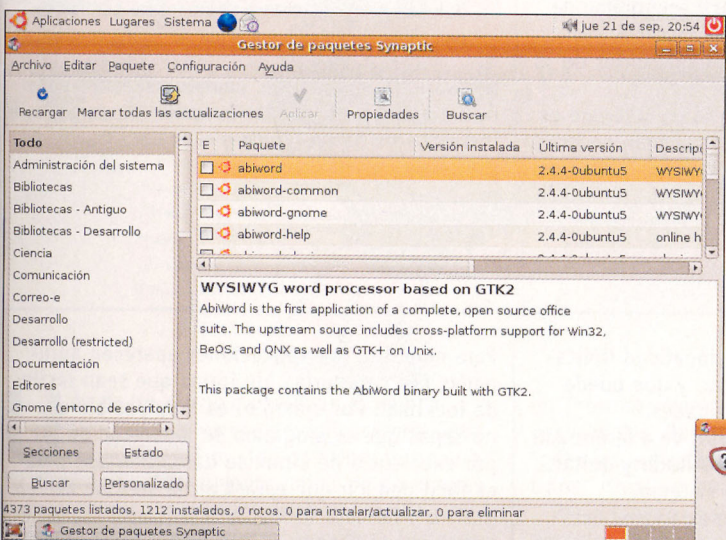 Aplicaciones Lugares Sistema jue 21 de sep, 20:54
Gestor de paquetes Synaptic
Archivo Editar Paquete Configuración Ayuda
Recargar Marcar todas las actualizaciones Aplicar Propiedades Buscar
Todo
Administración del sistema
Bibliotecas
Bibliotecas - Antiguo
Bibliotecas - Desarrollo
Ciencia
Comunicación
Correo-e
Desarrollo
Desarrollo (restricted)
Documentación
Editores
Gnome (entorno de escritorio
E Paquete Versión instalada Última versión Descrip
abiword 2.4.4-0ubuntu5 WYSIWY
abiword-common 2.4.4-0ubuntu5 WYSIWY
abiword-gnome 2.4.4-0ubuntu5 WYSIWY
abiword-help 2.4.4-0ubuntu5 online h
WYSIWYG word processor based on GTK2
AbiWord is the first application of a complete, open source office
suite. The upstream source includes cross-platform support for Win32,
BeOS, and QNX as well as GTK+ on Unix.
This package contains the AbiWord binary built with GTK2.
Secciones Estado
Buscar Personalizado
4373 paquetes listados, 1212 instalados, 0 rotos. 0 para instalar/actualizar, 0 para eliminar
Gestor de paquetes Synaptic